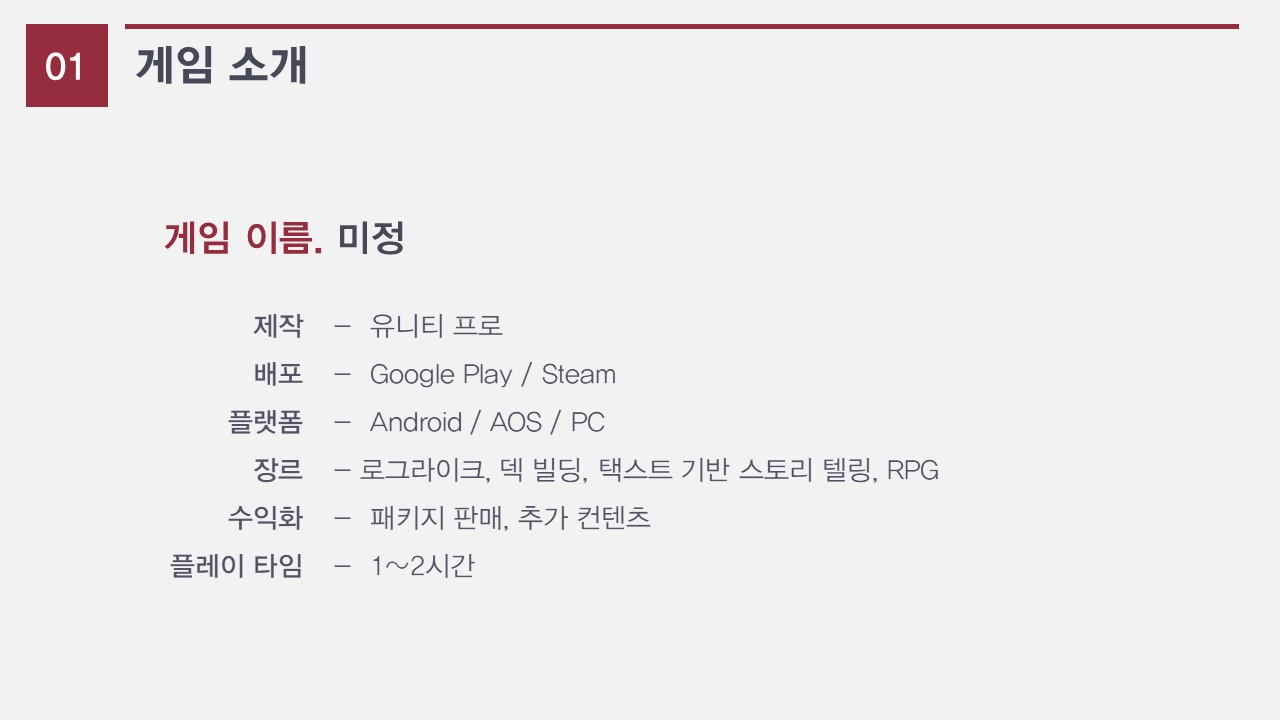 01 게임 소개
게임 이름. 미정
제작 – 유니티 프로
배포 – Google Play / Steam
플랫폼 – Android / AOS / PC
장르 – 로그라이크, 덱 빌딩, 택스트 기반 스토리 텔링, RPG
수익화 – 패키지 판매, 추가 컨텐츠
플레이 타임 – 1~2시간